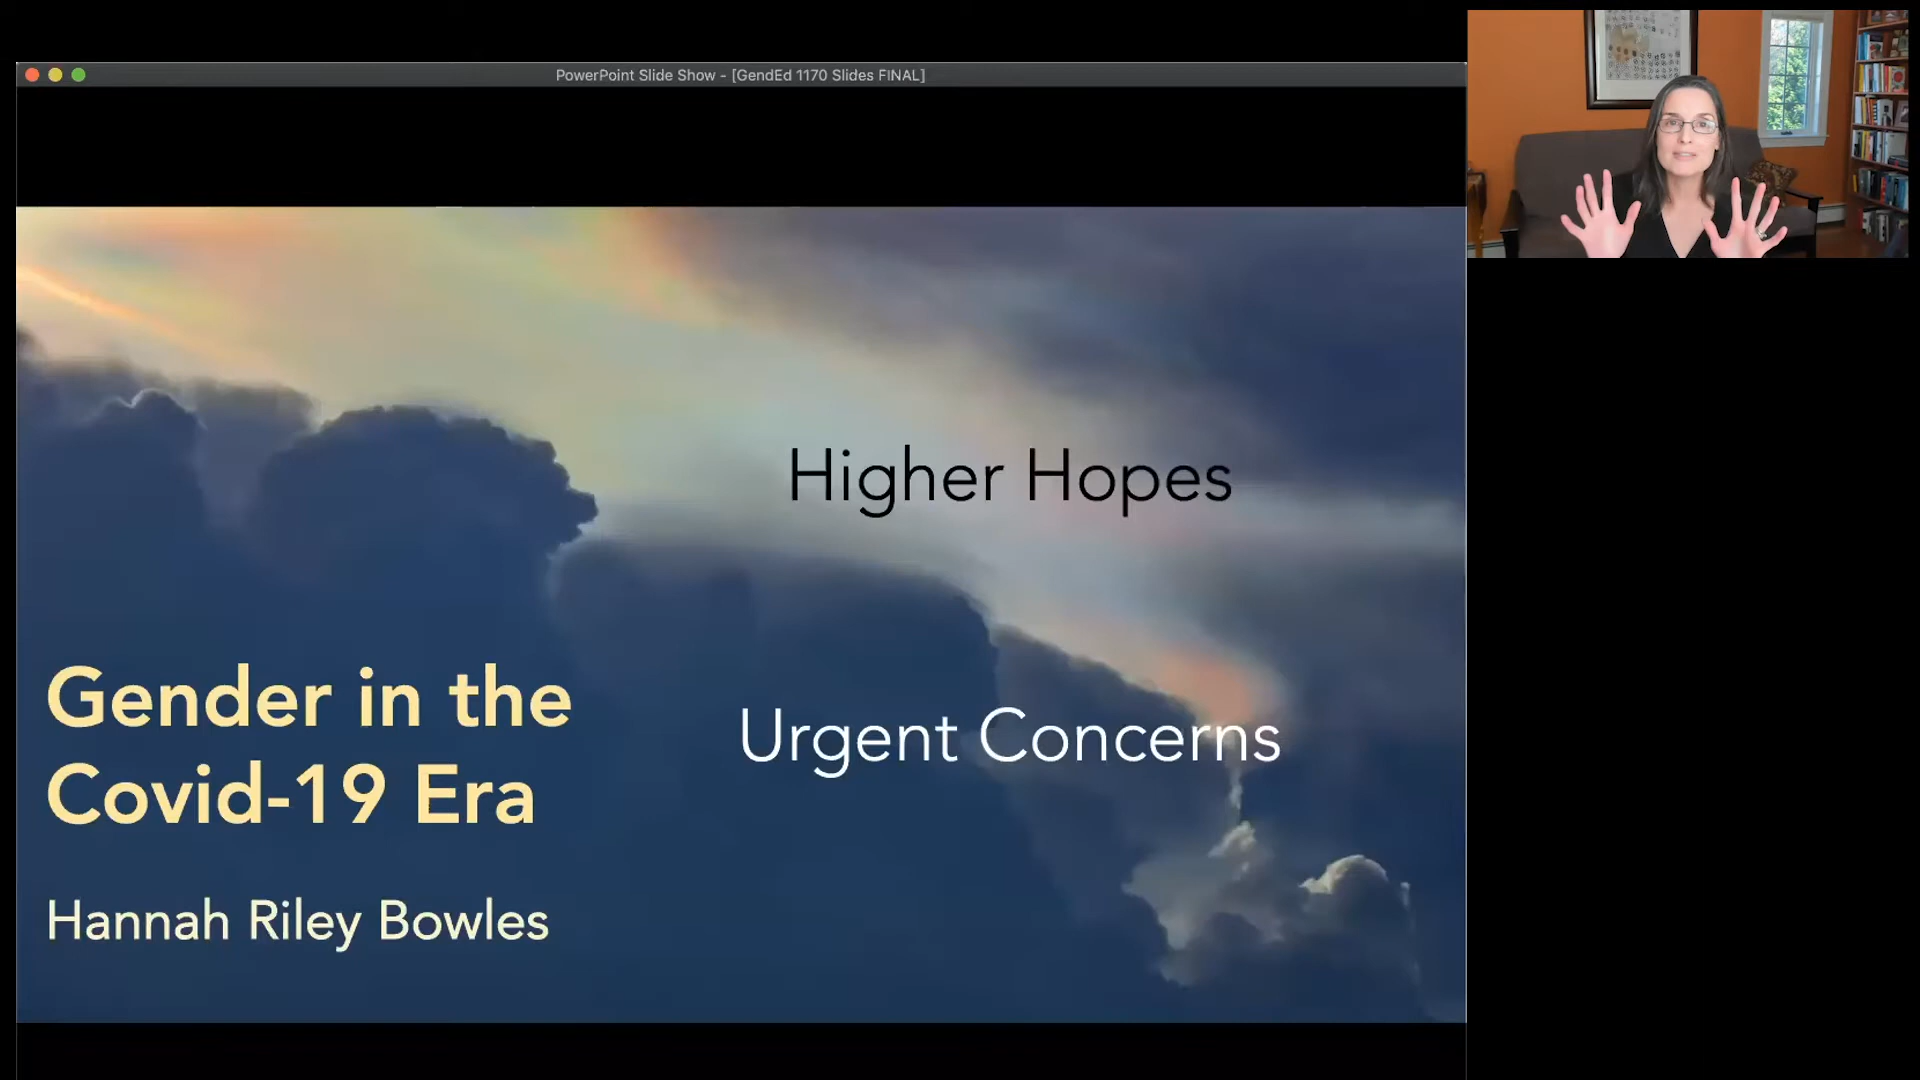 PowerPoint Slide Show - [GendEd 1170 Slides FINAL]
Higher Hopes
Urgent Concerns
Gender in the
Covid-19 Era
Hannah Riley Bowles